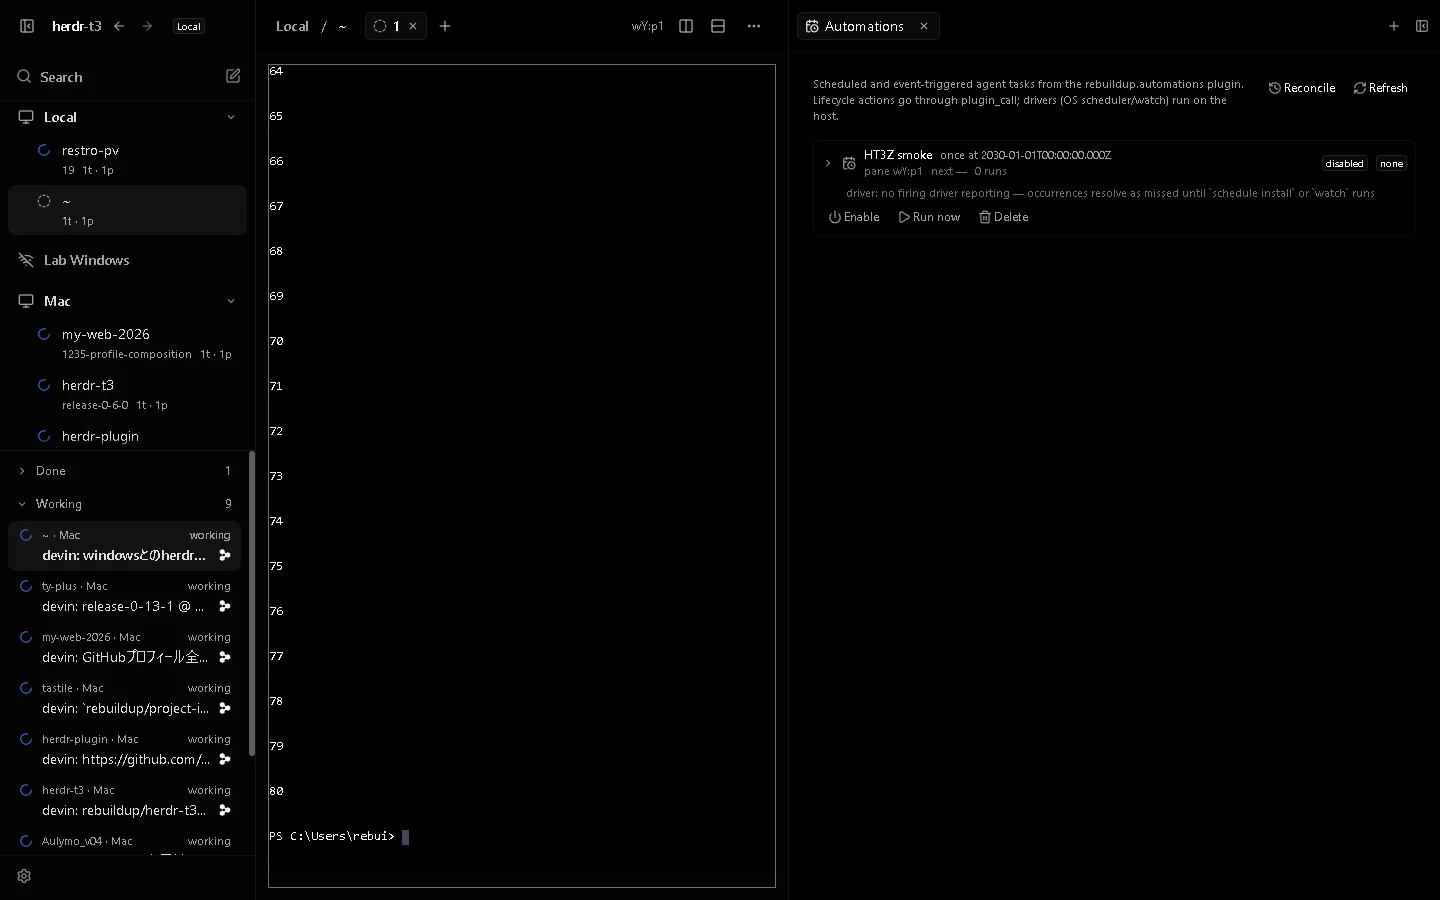 herdr-t3
Local
Search
Local
restro-pv
19 1t · 1p
~
1t · 1p
Lab Windows
Mac
my-web-2026
1235-profile-composition 1t · 1p
herdr-t3
release-0-6-0 1t · 1p
herdr-plugin
Done 1
Working 9
~ · Mac working
devin: windowsとのherdr...
ty-plus · Mac working
devin: release-0-13-1 @ ...
my-web-2026 · Mac working
devin: GitHubプロフィール全...
tastile · Mac working
devin: `rebuildup/project-i...
herdr-plugin · Mac working
devin: https://github.com/...
herdr-t3 · Mac working
devin: rebuildup/herdr-t3...
Aulymo_v04 · Mac working
Local / ~ 1
wY:p1
64
65
66
67
68
69
70
71
72
73
74
75
76
77
78
79
80
PS C:\Users\rebui>
Automations
Scheduled and event-triggered agent tasks from the rebuildup.automations plugin.
Lifecycle actions go through plugin_call; drivers (OS scheduler/watch) run on the
host.
Reconcile Refresh
HT3Z smoke once at 2030-01-01T00:00:00.000Z
pane wY:p1 next — 0 runs
disabled none
driver: no firing driver reporting — occurrences resolve as missed until `schedule install` or `watch` runs
Enable Run now Delete